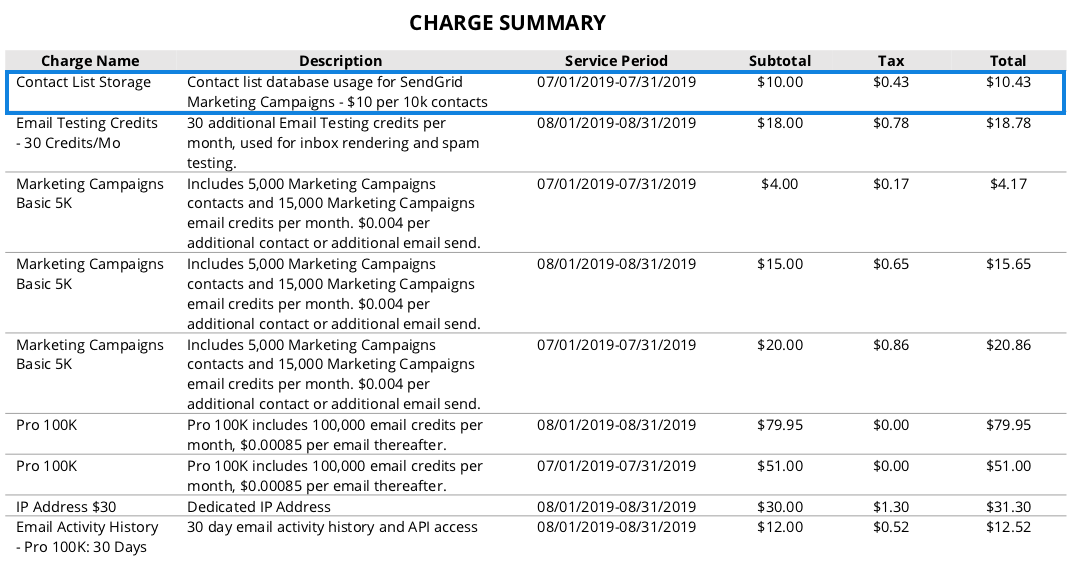 CHARGE SUMMARY
Charge Name Description Service Period Subtotal Tax Total
Contact List Storage Contact list database usage for SendGrid 07/01/2019-07/31/2019 $10.00 $0.43 $10.43
Marketing Campaigns - $10 per 10k contacts
Email Testing Credits 30 additional Email Testing credits per 08/01/2019-08/31/2019 $18.00 $0.78 $18.78
- 30 Credits/Mo month, used for inbox rendering and spam
testing.
Marketing Campaigns Includes 5,000 Marketing Campaigns 07/01/2019-07/31/2019 $4.00 $0.17 $4.17
Basic 5K contacts and 15,000 Marketing Campaigns
email credits per month. $0.004 per
additional contact or additional email send.
Marketing Campaigns Includes 5,000 Marketing Campaigns 08/01/2019-08/31/2019 $15.00 $0.65 $15.65
Basic 5K contacts and 15,000 Marketing Campaigns
email credits per month. $0.004 per
additional contact or additional email send.
Marketing Campaigns Includes 5,000 Marketing Campaigns 07/01/2019-07/31/2019 $20.00 $0.86 $20.86
Basic 5K contacts and 15,000 Marketing Campaigns
email credits per month. $0.004 per
additional contact or additional email send.
Pro 100K Pro 100K includes 100,000 email credits per 08/01/2019-08/31/2019 $79.95 $0.00 $79.95
month, $0.00085 per email thereafter.
Pro 100K Pro 100K includes 100,000 email credits per 07/01/2019-07/31/2019 $51.00 $0.00 $51.00
month, $0.00085 per email thereafter.
IP Address $30 Dedicated IP Address 08/01/2019-08/31/2019 $30.00 $1.30 $31.30
Email Activity History 30 day email activity history and API access 08/01/2019-08/31/2019 $12.00 $0.52 $12.52
- Pro 100K: 30 Days